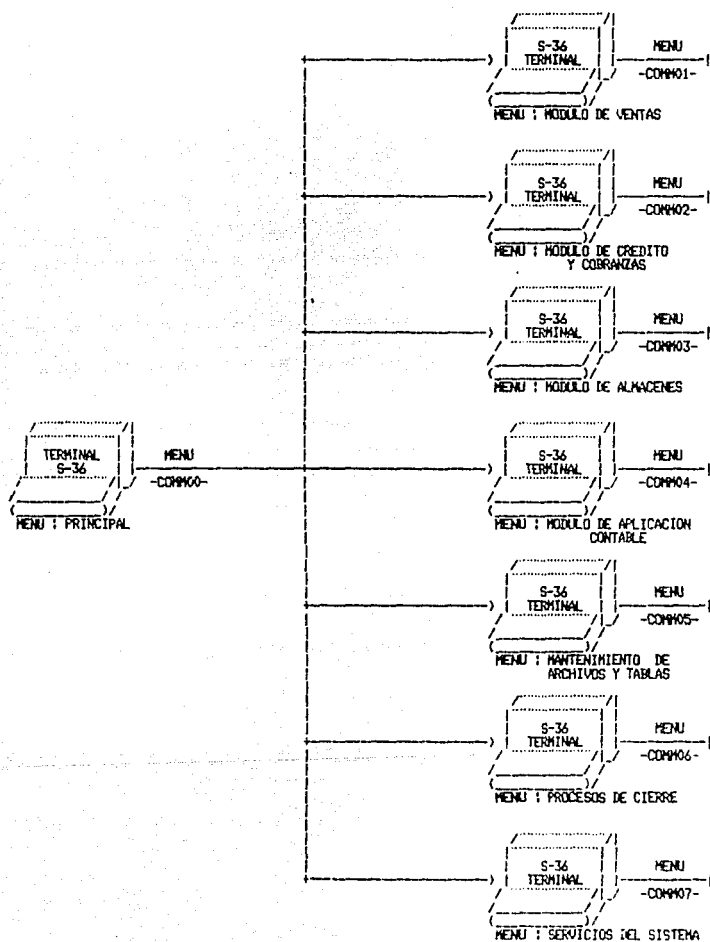 S-36
TERMINAL
MENU
-COMM01-
MENU : MODULO DE VENTAS
S-36
TERMINAL
MENU
-COMM02-
MENU : MODULO DE CREDITO
Y COBRANZAS
S-36
TERMINAL
MENU
-COMM03-
MENU : MODULO DE ALMACENES
TERMINAL
S-36
MENU
-COMM00-
MENU : PRINCIPAL
S-36
TERMINAL
MENU
-COMM04-
MENU : MODULO DE APLICACION
CONTABLE
S-36
TERMINAL
MENU
-COMM05-
MENU : MANTENIMIENTO DE
ARCHIVOS Y TABLAS
S-36
TERMINAL
MENU
-COMM06-
MENU : PROCESOS DE CIERRE
S-36
TERMINAL
MENU
-COMM07-
MENU : SERVICIOS DEL SISTEMA